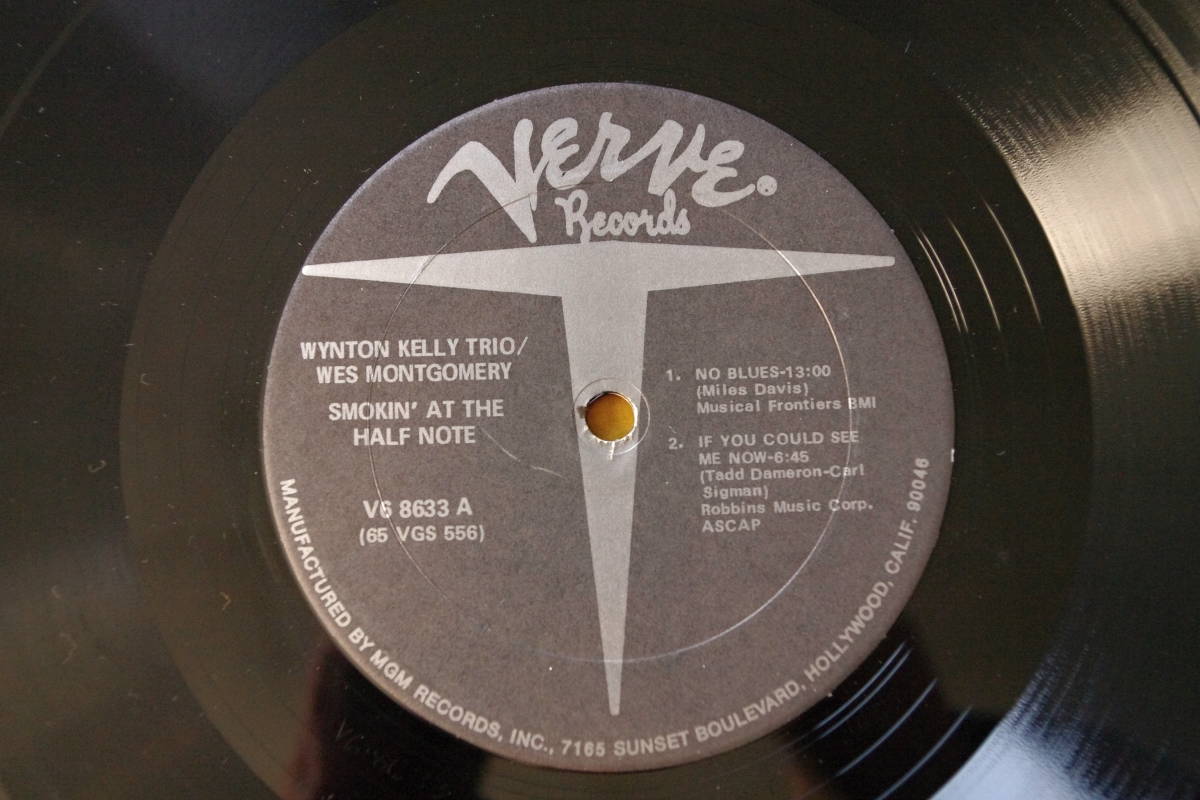 Verve®
Records
WYNTON KELLY TRIO/
WES MONTGOMERY
SMOKIN' AT THE
HALF NOTE
V6 8633 A
(65 VGS 556)
1. NO BLUES-13:00
(Miles Davis)
Musical Frontiers BMI
2. IF YOU COULD SEE
ME NOW-6:45
(Tadd Dameron-Carl
Sigman)
Robbins Music Corp.
ASCAP
MANUFACTURED BY MGM RECORDS, INC., 7165 SUNSET BOULEVARD, HOLLYWOOD, CALIF. 90046